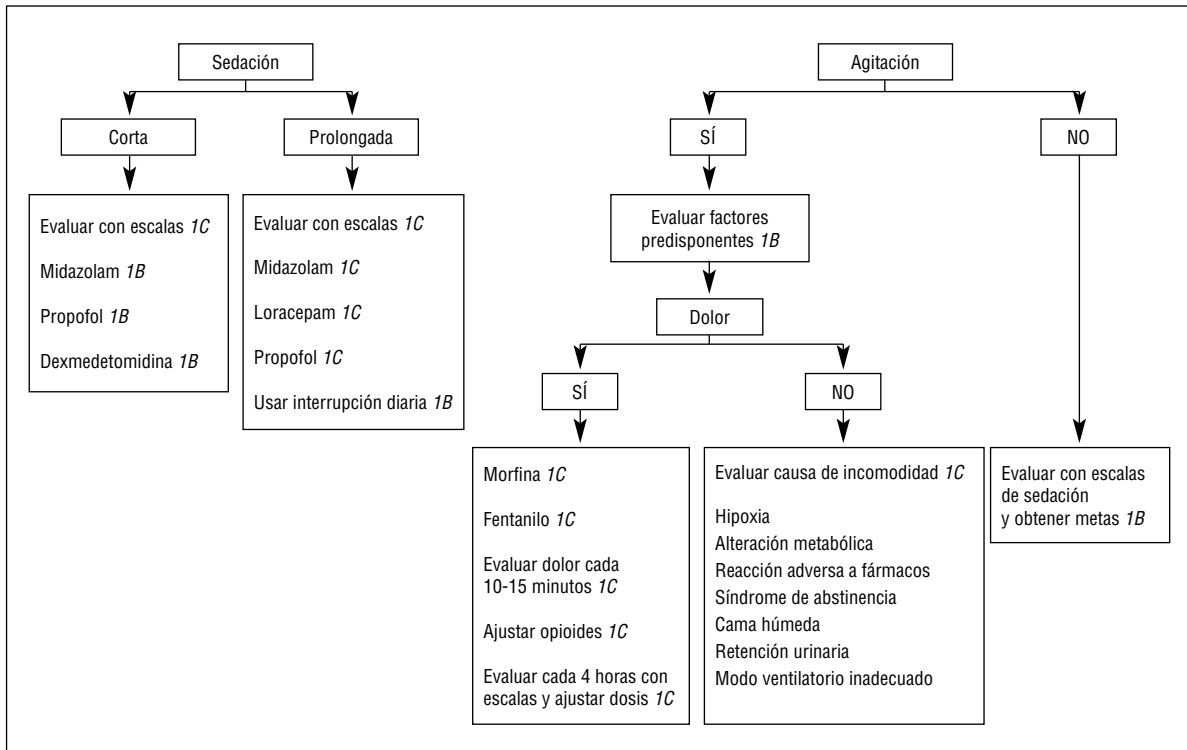 Sedación
Corta
Prolongada
Evaluar con escalas 1C
Midazolam 1B
Propofol 1B
Dexmedetomidina 1B
Evaluar con escalas 1C
Midazolam 1C
Loracepam 1C
Propofol 1C
Usar interrupción diaria 1B
Agitación
SÍ
NO
Evaluar factores
predisponentes 1B
Dolor
SÍ
NO
Morfina 1C
Fentanilo 1C
Evaluar dolor cada
10-15 minutos 1C
Ajustar opioides 1C
Evaluar cada 4 horas con
escalas y ajustar dosis 1C
Evaluar causa de incomodidad 1C
Hipoxia
Alteración metabólica
Reacción adversa a fármacos
Síndrome de abstinencia
Cama húmeda
Retención urinaria
Modo ventilatorio inadecuado
Evaluar con escalas
de sedación
y obtener metas 1B